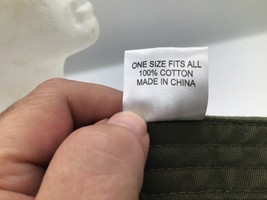 ONE SIZE FITS ALL
100% COTTON
MADE IN CHINA